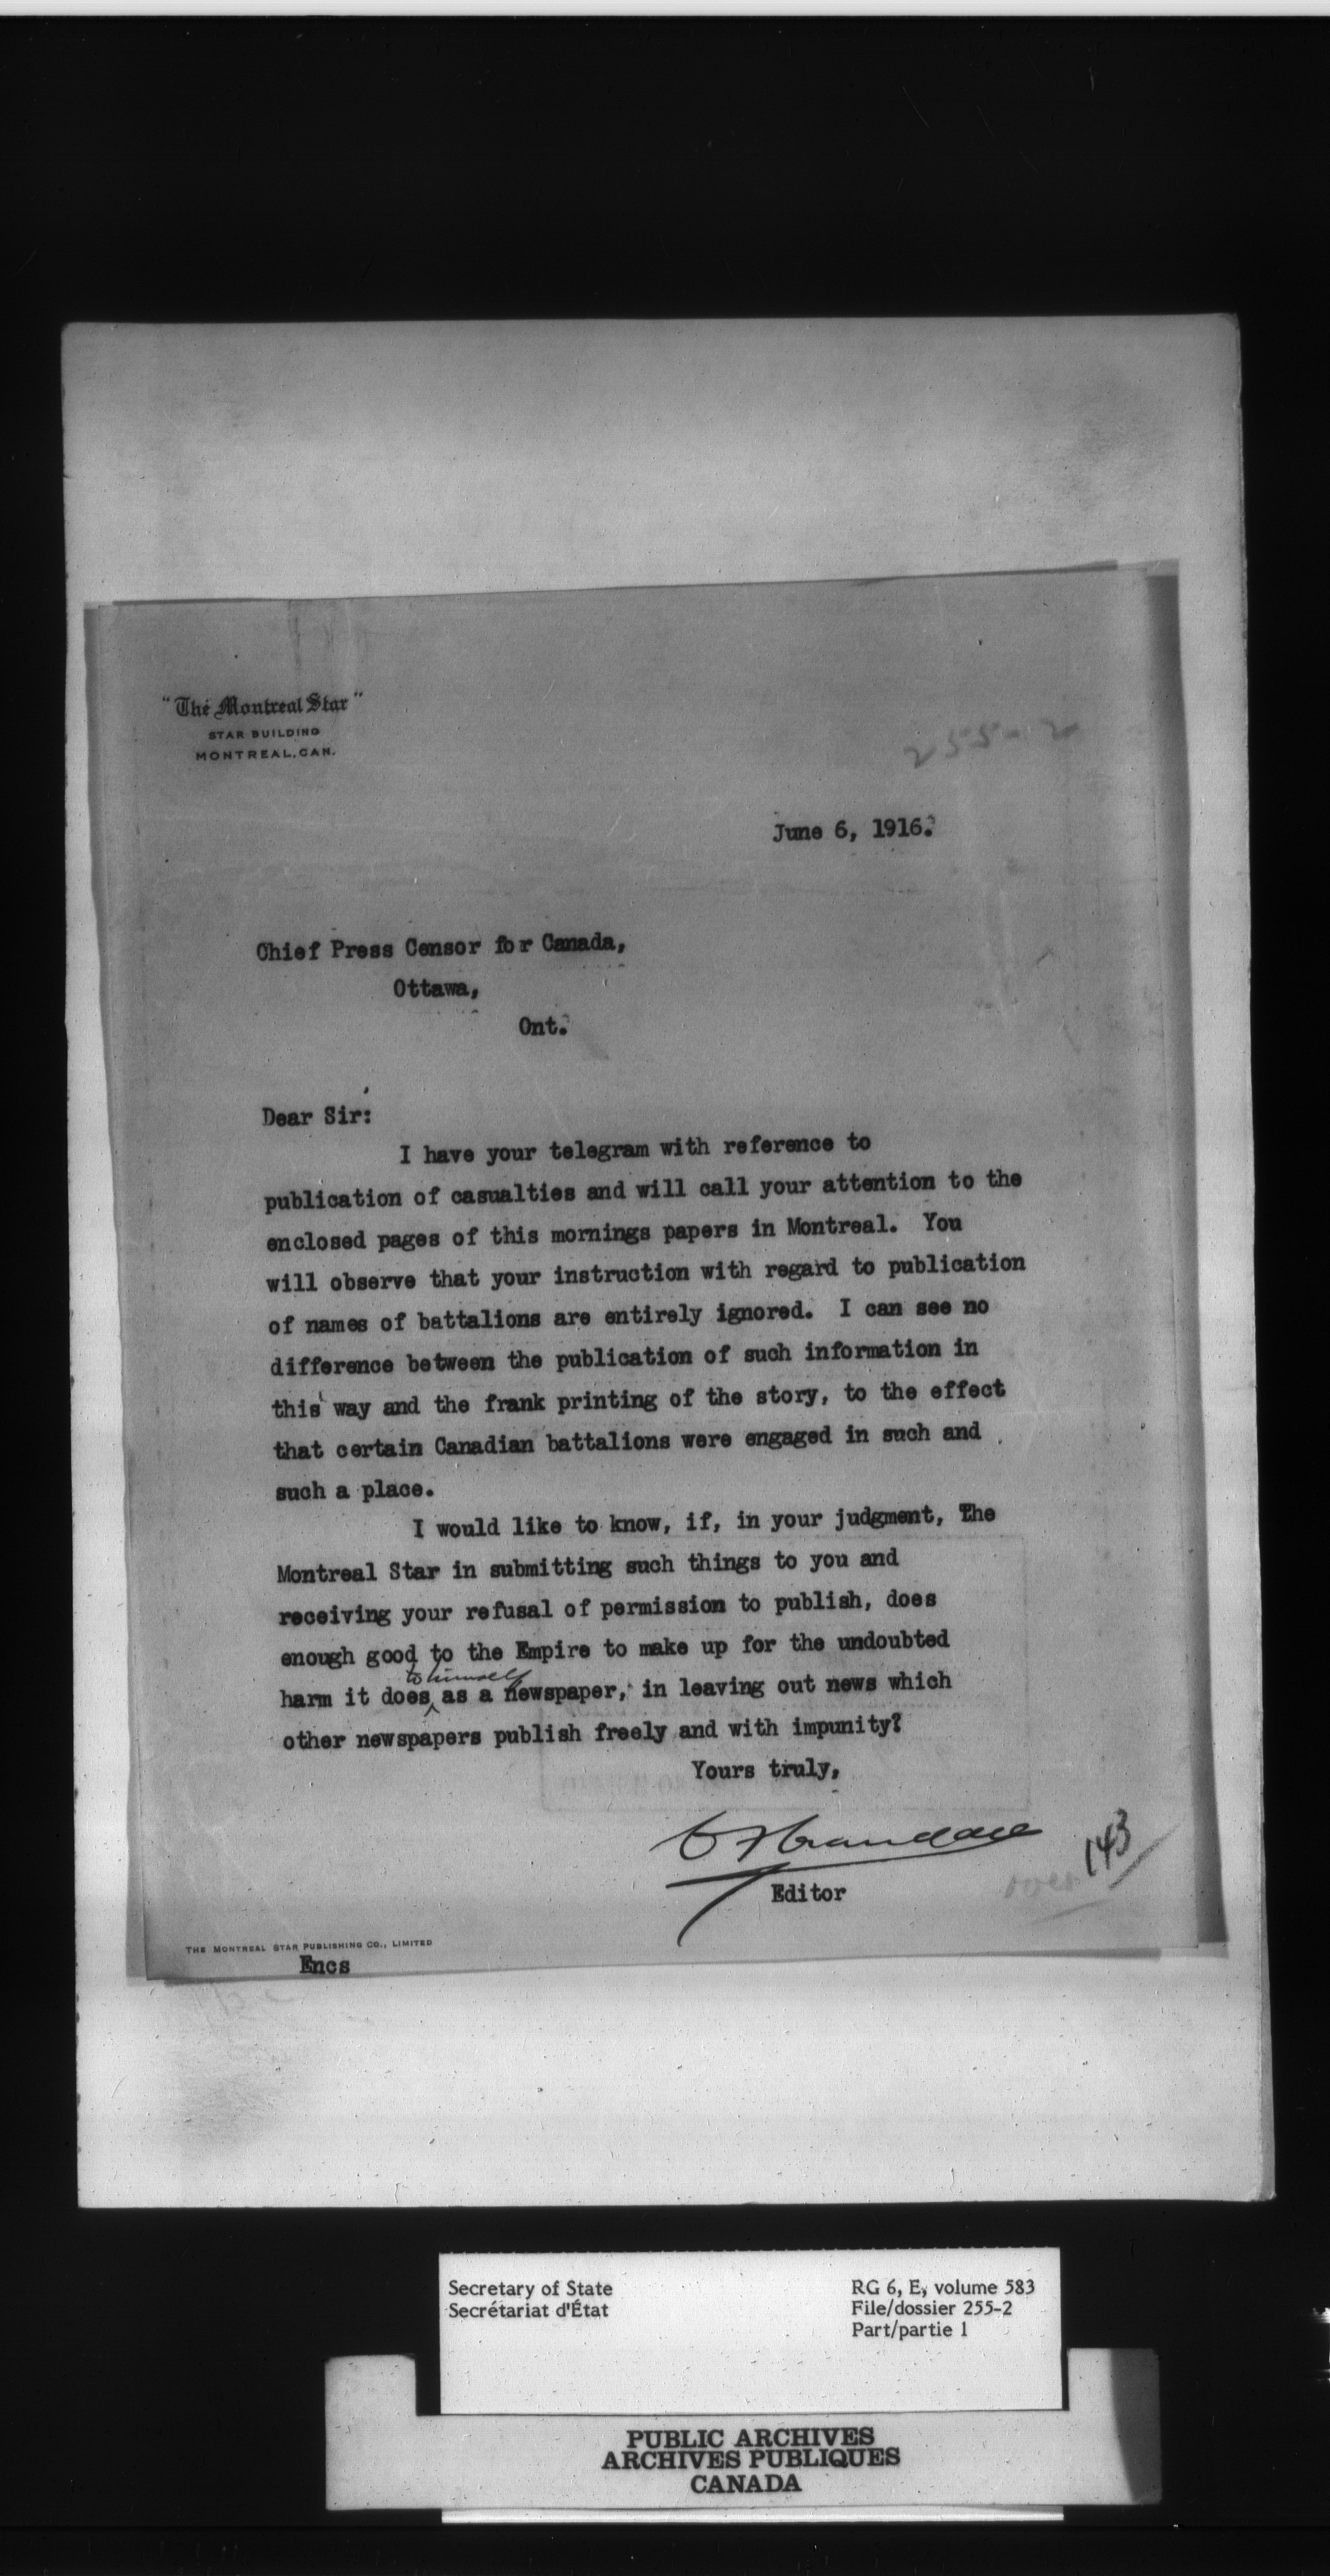 "The Montreal Star"
STAR BUILDING
MONTREAL, CAN.
255-2
June 6, 1916.
Chief Press Censor for Canada,
Ottawa,
Ont.
Dear Sir:
I have your telegram with reference to
publication of casualties and will call your attention to the
enclosed pages of this mornings papers in Montreal. You
will observe that your instruction with regard to publication
of names of battalions are entirely ignored. I can see no
difference between the publication of such information in
this way and the frank printing of the story, to the effect
that certain Canadian battalions were engaged in such and
such a place.
I would like to know, if, in your judgment, The
Montreal Star in submitting such things to you and
receiving your refusal of permission to publish, does
enough good to the Empire to make up for the undoubted
to himself
harm it does as a newspaper, in leaving out news which
other newspapers publish freely and with impunity?
Yours truly,
Editor
over 143
THE MONTREAL STAR PUBLISHING CO., LIMITED
Encs
Secretary of State
Secrétariat d'État
RG 6, E, volume 583
File/dossier 255-2
Part/partie 1
PUBLIC ARCHIVES
ARCHIVES PUBLIQUES
CANADA